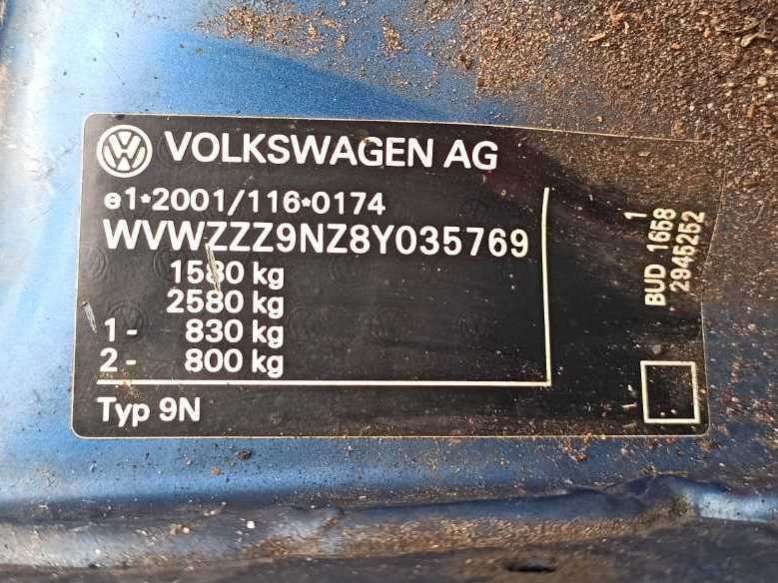 VOLKSWAGEN AG
e1*2001/116*0174
WVWZZZ9NZ8Y035769
1580 kg
2580 kg
1- 830 kg
2- 800 kg
Typ 9N
1
BUD 1658
2945252